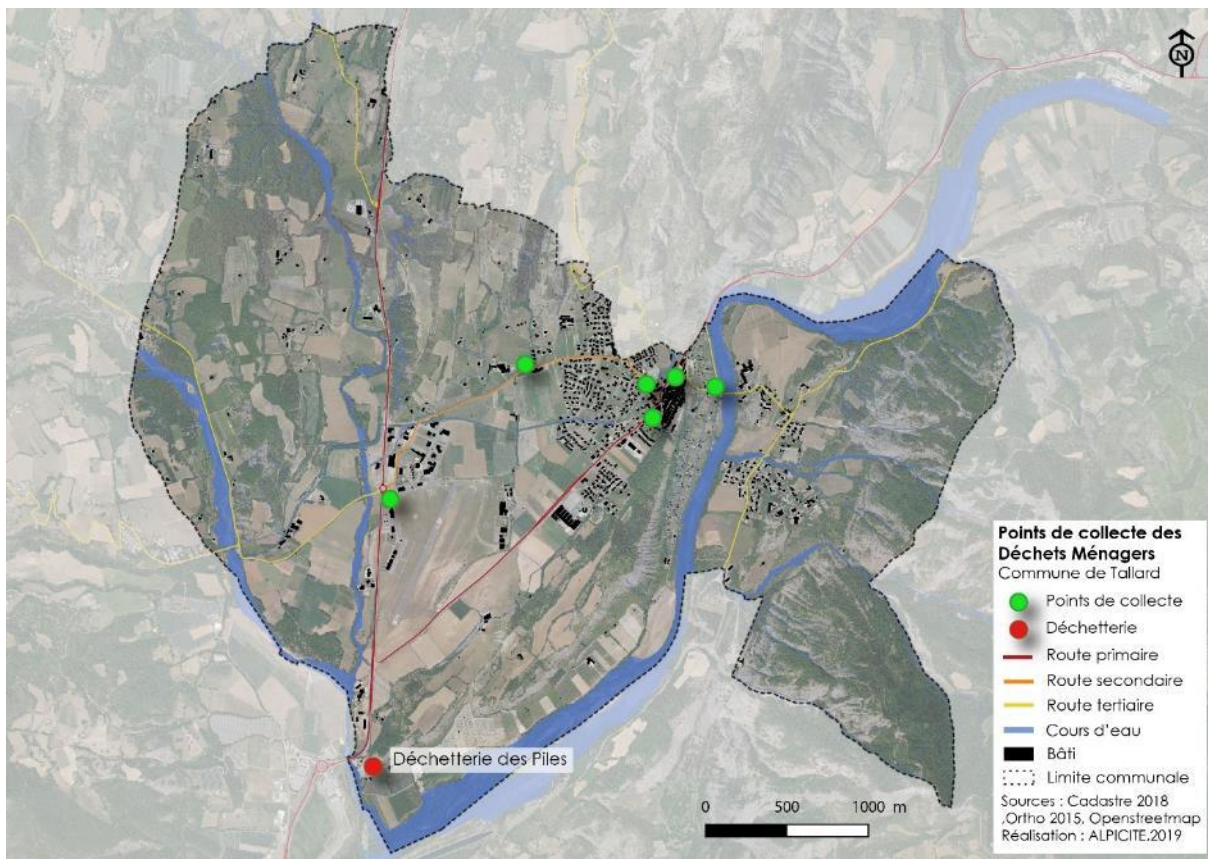 N
Déchetterie des Piles
0 500 1000 m
Points de collecte des
Déchets Ménagers
Commune de Tallard
Points de collecte
Déchetterie
Route primaire
Route secondaire
Route tertiaire
Cours d'eau
Bâti
Limite communale
Sources : Cadastre 2018
,Ortho 2015, Openstreetmap
Réalisation : ALPICITE,2019